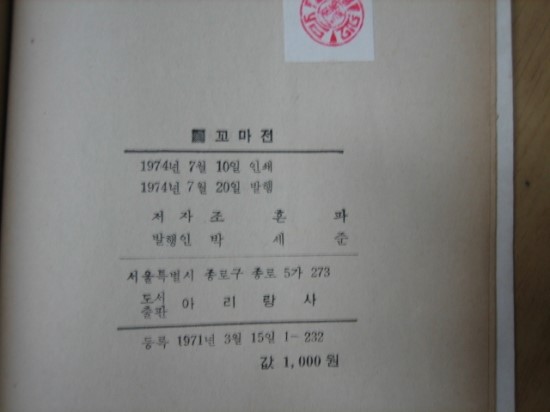 꼬마전
1974년 7월 10일 인쇄
1974년 7월 20일 발행
저자 조 흔 파
발행인 박 세 준
서울특별시 종로구 종로 5가 273
도서출판 아 리 랑 사
등록 1971년 3월 15일 1-232
값 1,000원